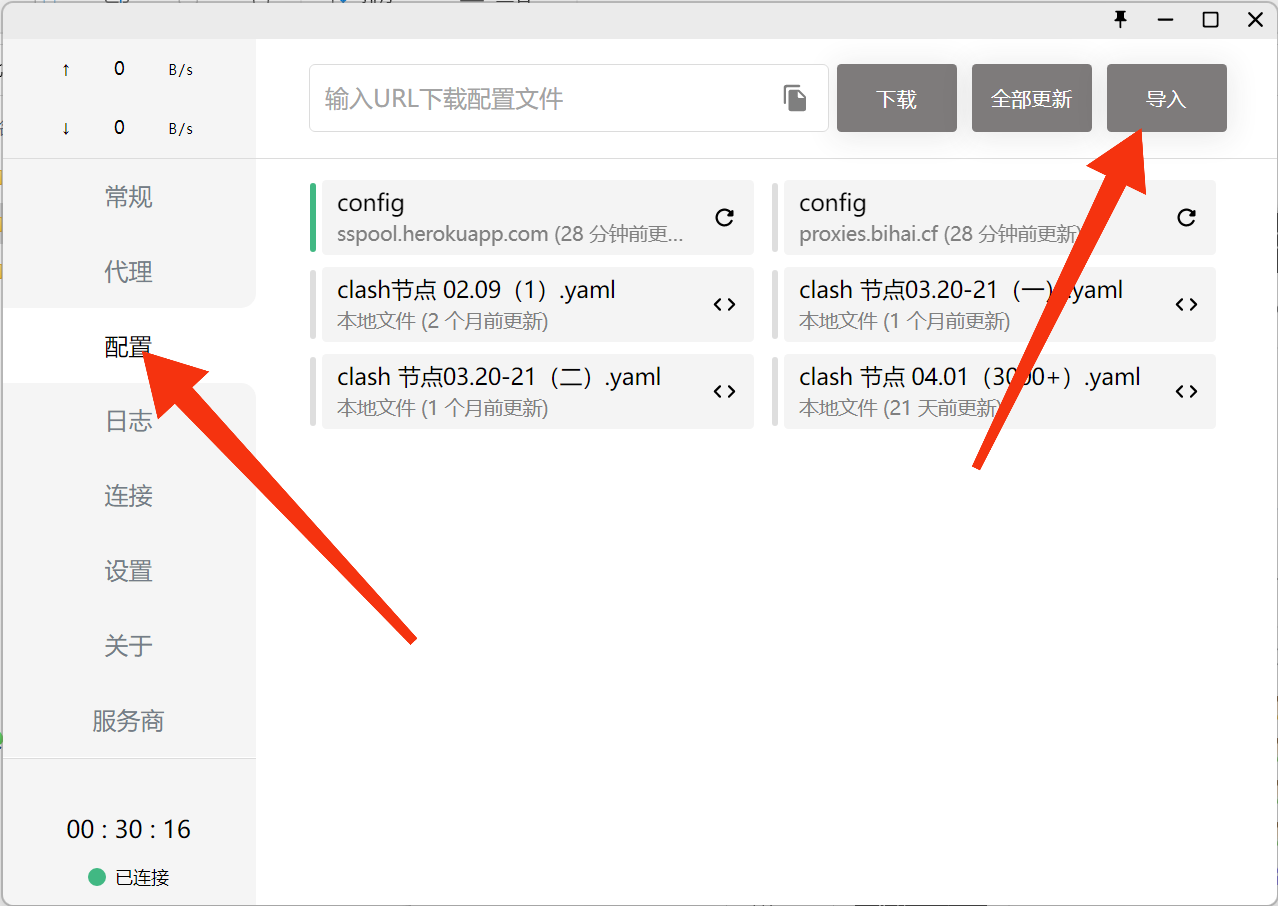 ↑ 0 B/s
↓ 0 B/s
输入URL下载配置文件
下载
全部更新
导入
常规
代理
配置
日志
连接
设置
关于
服务商
00 : 30 : 16
已连接
config
sspool.herokuapp.com (28 分钟前更...
config
proxies.bihai.cf (28 分钟前更新)
clash节点 02.09（1）.yaml
本地文件 (2 个月前更新)
clash 节点03.20-21（一）.yaml
本地文件 (1 个月前更新)
clash 节点03.20-21（二）.yaml
本地文件 (1 个月前更新)
clash 节点 04.01（3000+）.yaml
本地文件 (21 天前更新)